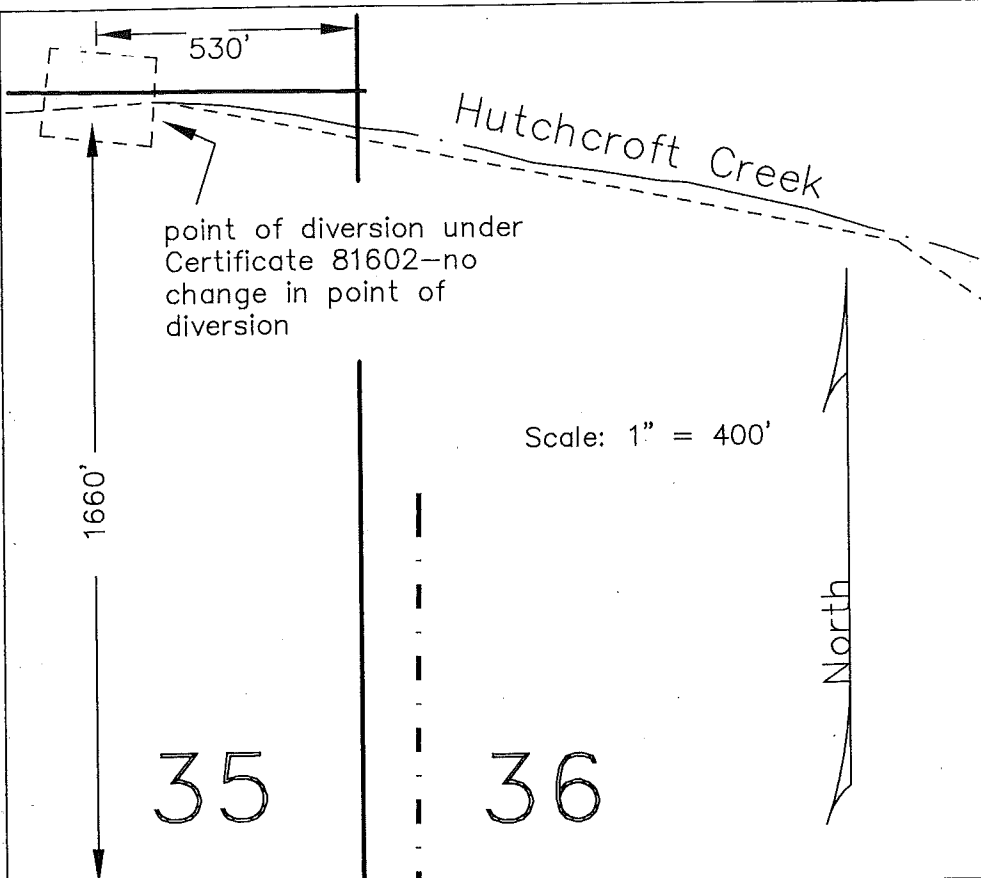 530'
Hutchcroft Creek
point of diversion under
Certificate 81602—no
change in point of
diversion
Scale: 1" = 400'
1660'
North
35
36